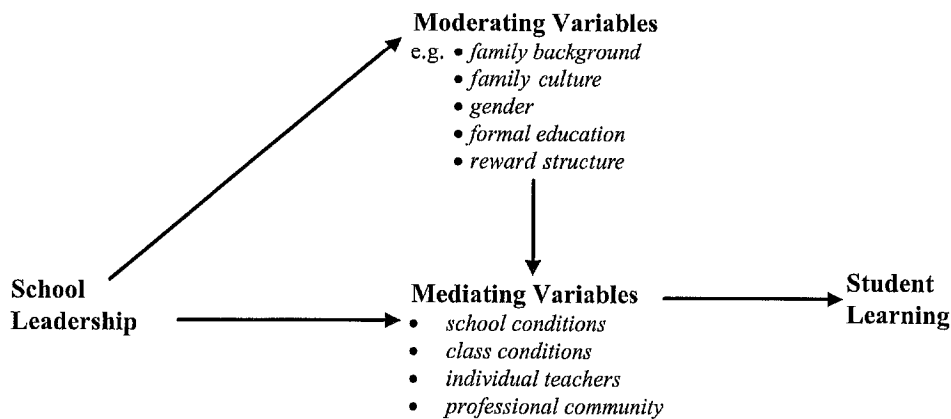 Moderating Variables
e.g. • family background
• family culture
• gender
• formal education
• reward structure
School
Leadership
Mediating Variables
• school conditions
• class conditions
• individual teachers
• professional community
Student
Learning